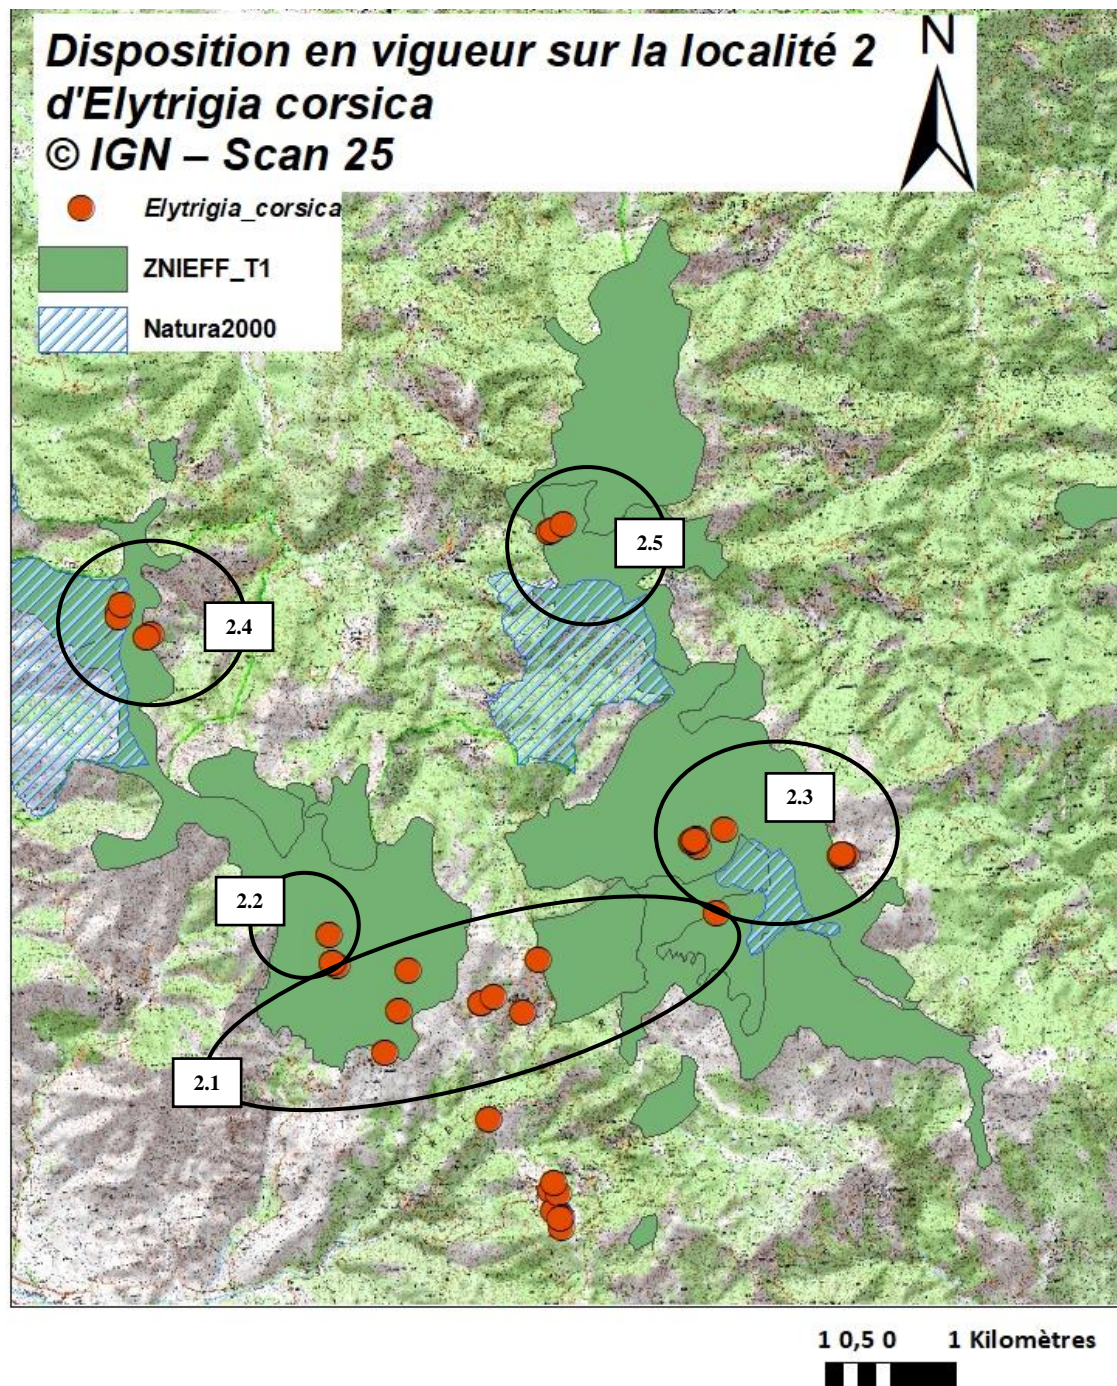 Disposition en vigueur sur la localité 2
d'Elytrigia corsica
© IGN – Scan 25
N
Elytrigia_corsica
ZNIEFF_T1
Natura2000
2.5
2.4
2.3
2.2
2.1
1 0,5 0 1 Kilomètres